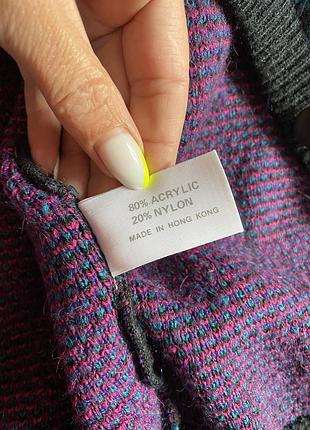 80% ACRYLIC
20% NYLON
MADE IN HONG KONG